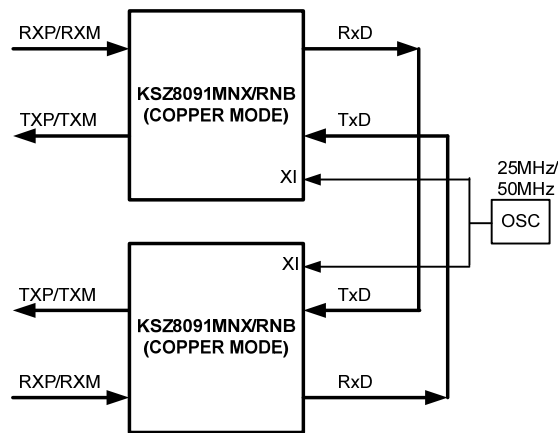 RXP/RXM
RxD
KSZ8091MNX/RNB
(COPPER MODE)
TXP/TXM
TxD
XI
25MHz/
50MHz
OSC
XI
TXP/TXM
TxD
KSZ8091MNX/RNB
(COPPER MODE)
RXP/RXM
RxD